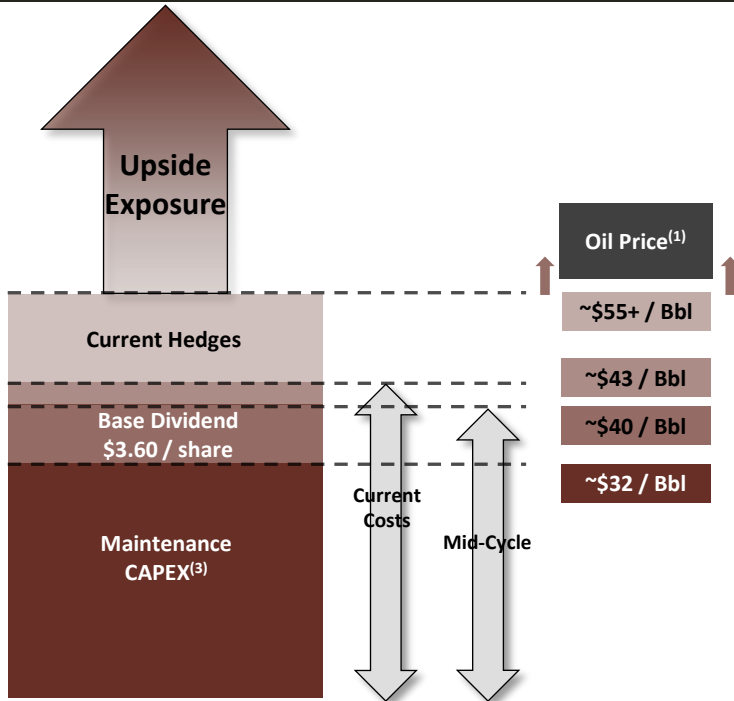 Upside
Exposure
Oil Price(1)
~$55+ / Bbl
Current Hedges
~$43 / Bbl
Base Dividend
$3.60 / share
~$40 / Bbl
~$32 / Bbl
Current
Costs
Mid-Cycle
Maintenance
CAPEX(3)